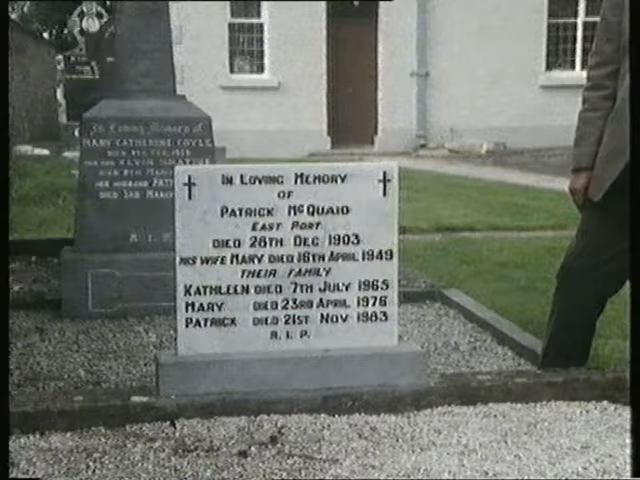 In Loving Memory of
MARY CATHERINE COYLE
IN LOVING MEMORY
OF
PATRICK McQUAID
EAST PORT
DIED 28TH DEC 1903
HIS WIFE MARY DIED 16TH APRIL 1949
THEIR FAMILY
KATHLEEN DIED 7TH JULY 1965
MARY DIED 23RD APRIL 1976
PATRICK DIED 21ST NOV 1983
R.I.P.